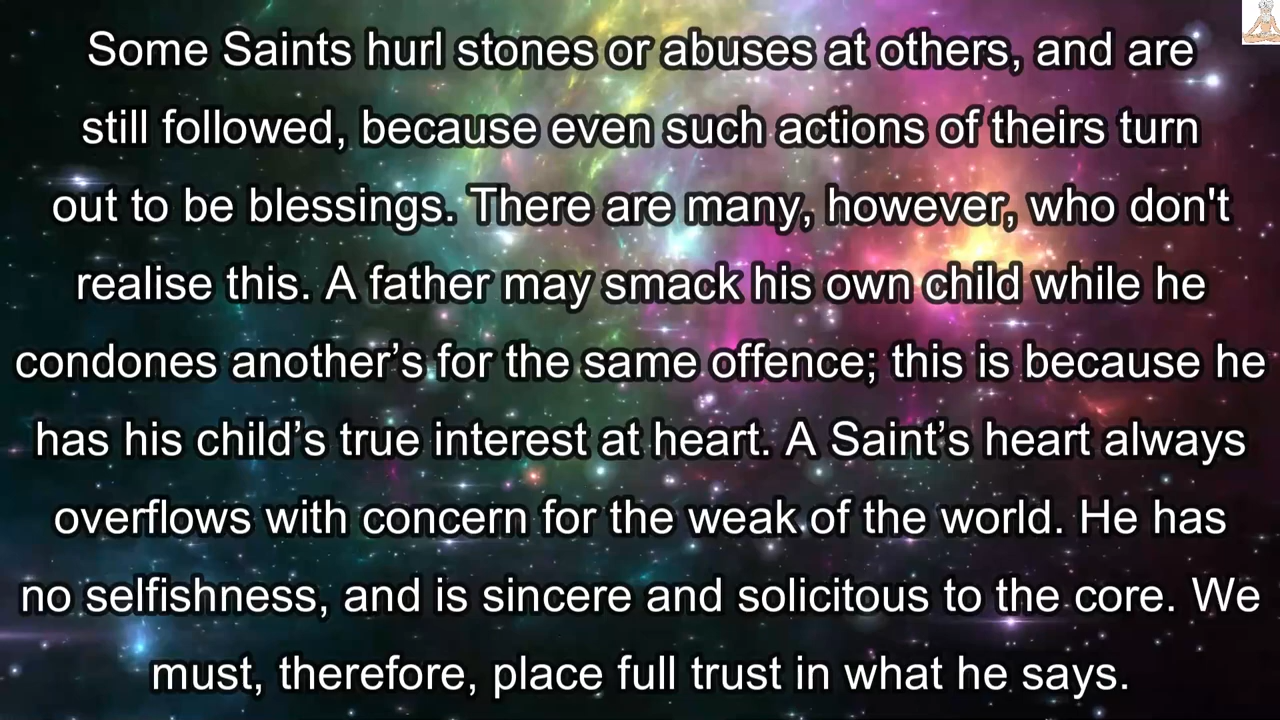 Some Saints hurl stones or abuses at others, and are
still followed, because even such actions of theirs turn
out to be blessings. There are many, however, who don't
realise this. A father may smack his own child while he
condones another’s for the same offence; this is because he
has his child’s true interest at heart. A Saint’s heart always
overflows with concern for the weak of the world. He has
no selfishness, and is sincere and solicitous to the core. We
must, therefore, place full trust in what he says.